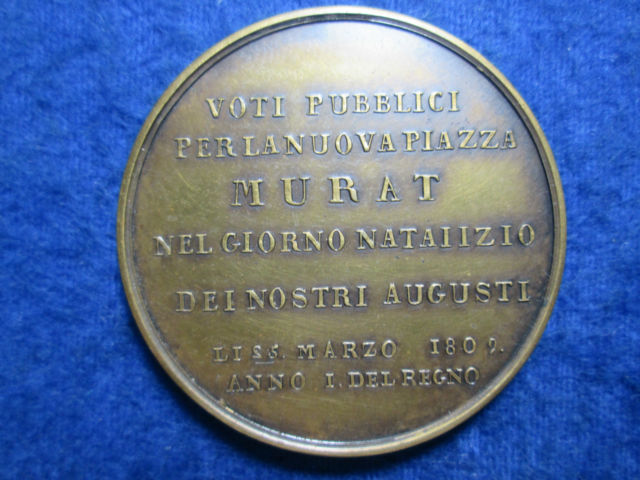 VOTI PUBBLICI
PER LA NUOVA PIAZZA
MURAT
NEL GIORNO NATALIZIO
DEI NOSTRI AUGUSTI
LI 25. MARZO 1809.
ANNO I. DEL REGNO